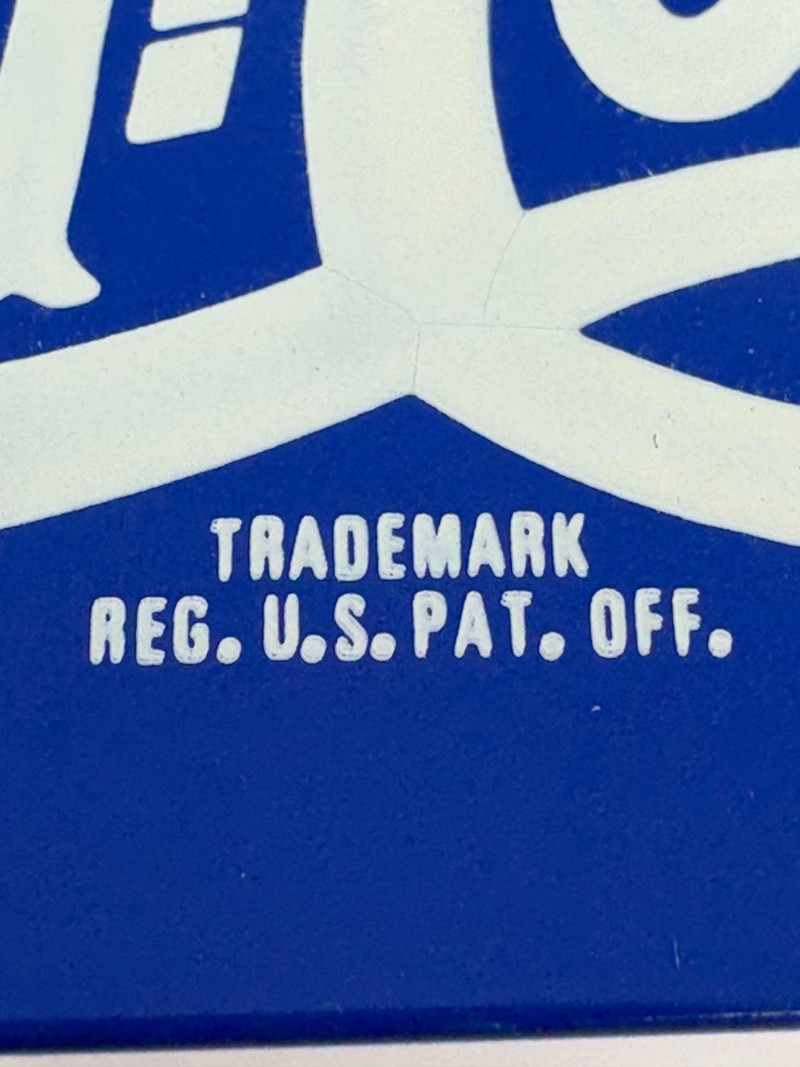 TRADEMARK
REG. U.S. PAT. OFF.